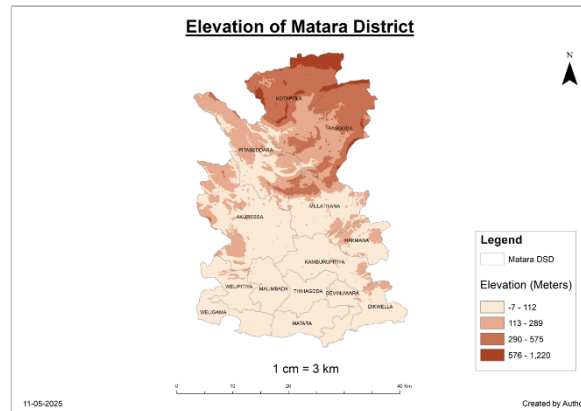 Elevation of Matara District
N
KOTAPOLA
PASGODA
PITABEDDARA
MULATIYANA
AKURESSA
HAKMANA
KAMBURUPITIYA
WELIPITIYA
MALIMBADA
THIHAGODA
DEVINUWARA
DIKWELLA
WELIGAMA
MATARA
Legend
Matara DSD
Elevation (Meters)
-7 - 112
113 - 289
290 - 575
576 - 1,220
1 cm = 3 km
0 10 20 40 Km
11-05-2025
Created by Autho